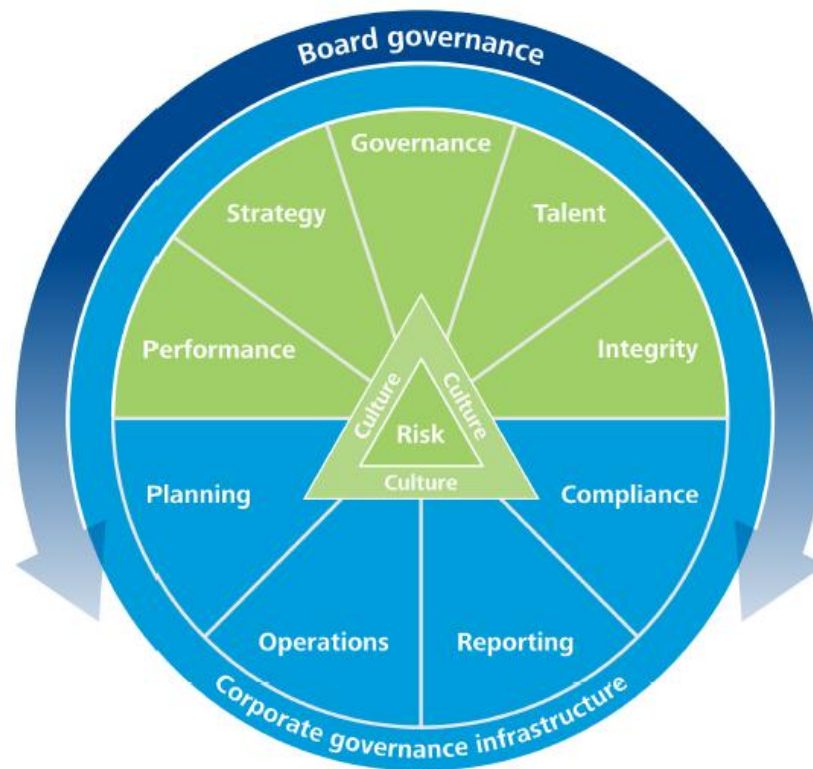 Board governance
Governance
Strategy
Talent
Performance
Integrity
Culture
Culture
Risk
Culture
Planning
Compliance
Operations
Reporting
Corporate governance infrastructure